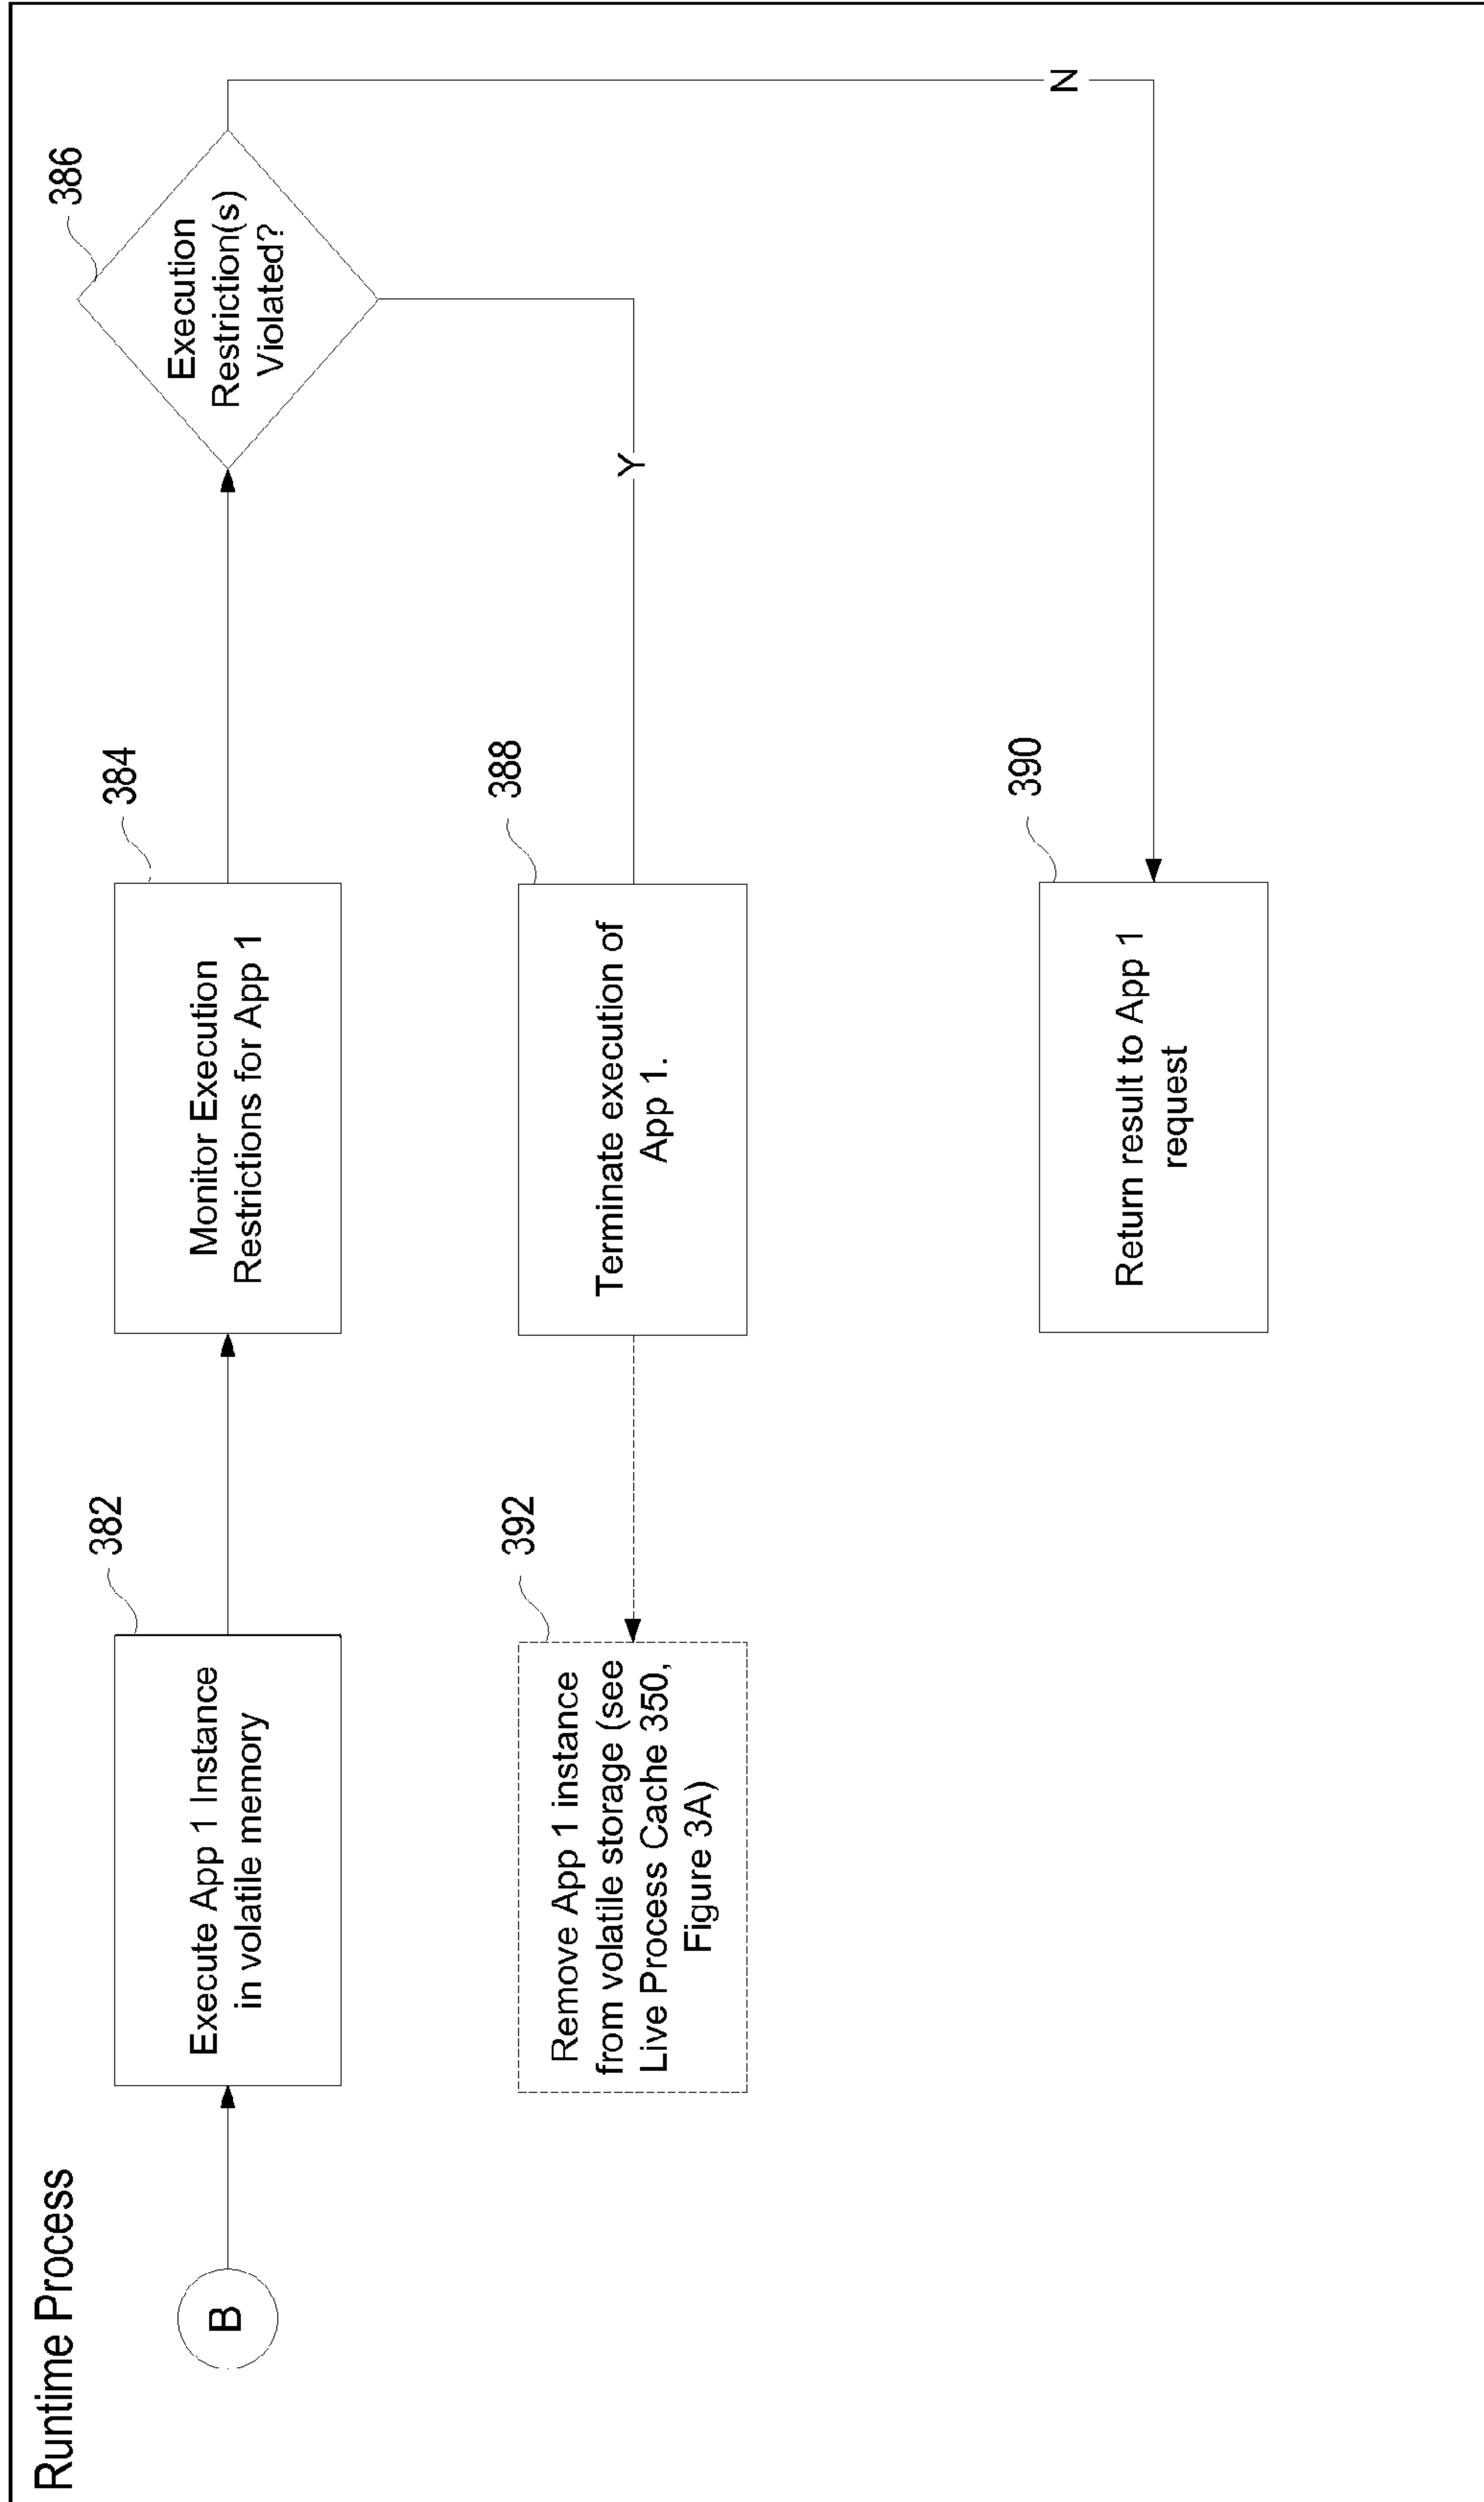 Runtime Process
B
382
Execute App 1 Instance
in volatile memory
384
Monitor Execution
Restrictions for App 1
386
Execution
Restriction(s)
Violated?
Y
N
388
Terminate execution of
App 1.
392
Remove App 1 instance
from volatile storage (see
Live Process Cache 350,
Figure 3A)
390
Return result to App 1
request